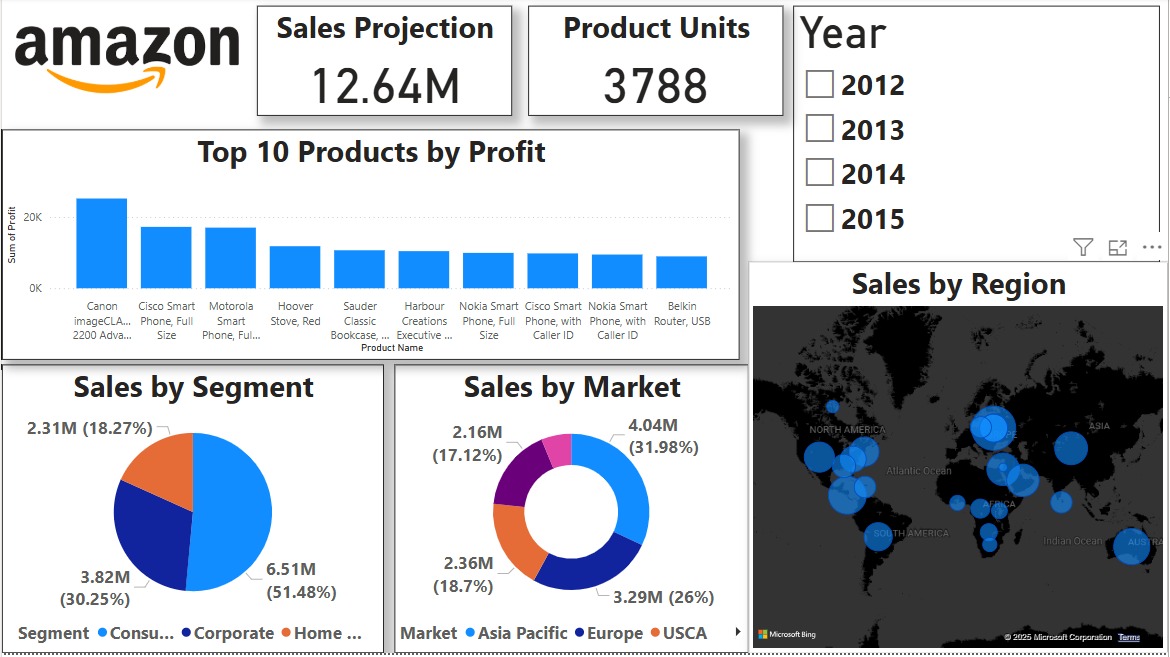 amazon
Sales Projection
12.64M
Product Units
3788
Year
2012
2013
2014
2015
Top 10 Products by Profit
Sum of Profit
20K
0K
Canon
imageCLA...
2200 Adva...
Cisco Smart
Phone, Full
Size
Motorola
Smart
Phone, Ful...
Hoover
Stove, Red
Sauder
Classic
Bookcase, ...
Harbour
Creations
Executive ...
Nokia Smart
Phone, Full
Size
Cisco Smart
Phone, with
Caller ID
Nokia Smart
Phone, with
Caller ID
Belkin
Router, USB
Product Name
Sales by Segment
2.31M (18.27%)
3.82M
(30.25%)
6.51M
(51.48%)
Segment Consu... Corporate Home ...
Sales by Market
2.16M
(17.12%)
4.04M
(31.98%)
2.36M
(18.7%)
3.29M (26%)
Market Asia Pacific Europe USCA
Sales by Region
NORTH AMERICA
ASIA
Atlantic Ocean
AFRICA
SOUTH AMERICA
Indian Ocean
AUSTRA
Microsoft Bing
© 2025 Microsoft Corporation Terms